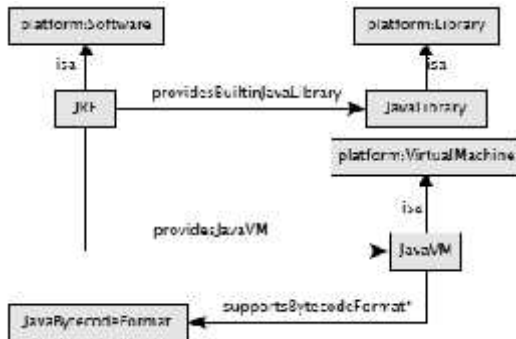 platform:Software
platform:Library
isa
isa
JRE
providesBuiltinJavaLibrary
JavaLibrary
platform:VirtualMachine
isa
providesJavaVM
JavaVM
supportsBytecodeFormat*
JavaBytecodeFormat